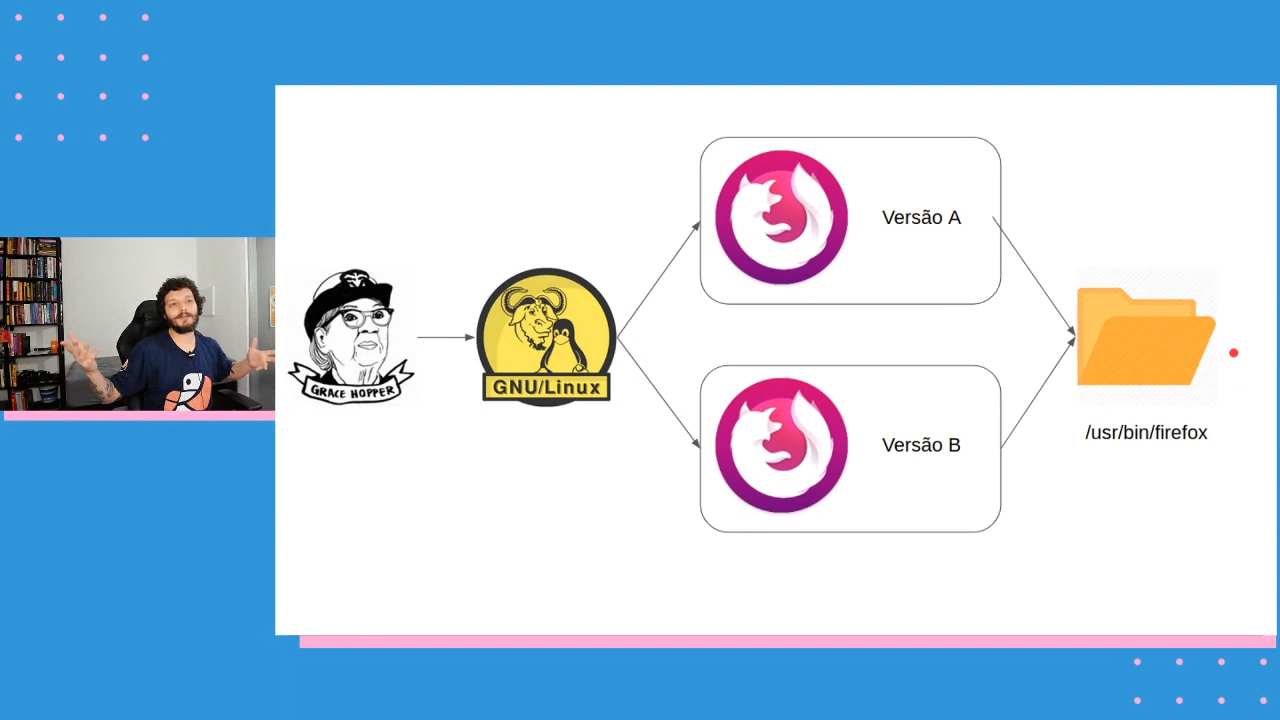 Versão A
GRACE HOPPER
GNU/Linux
Versão B
/usr/bin/firefox